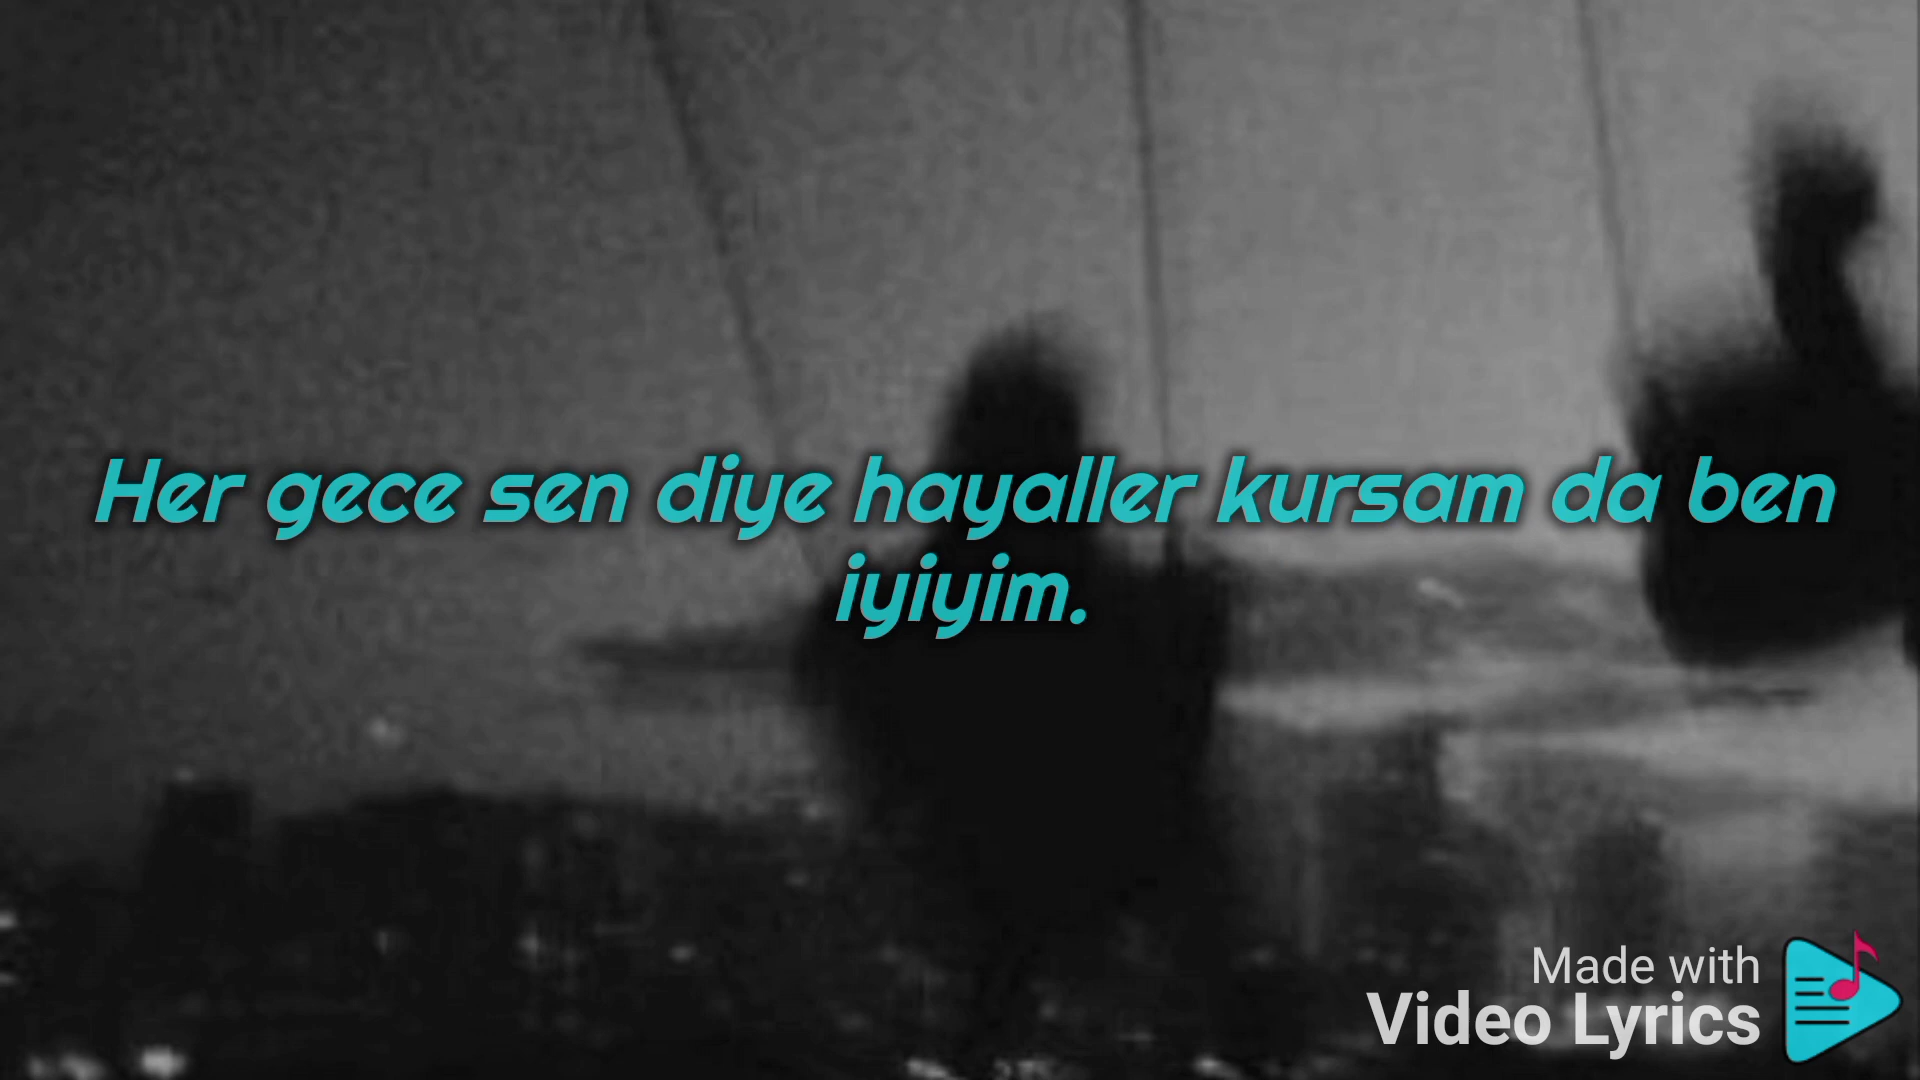 Her gece sen diye hayaller kursam da ben
iyiyim.
Made with
Video Lyrics